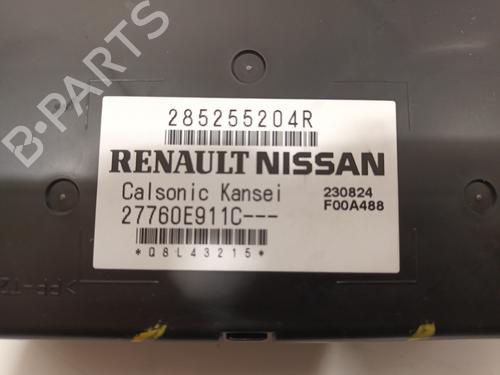 B-PARTS
285255204R
RENAULT NISSAN
Calsonic Kansei
230824
27760E911C---
F00A488
*Q8L43215*